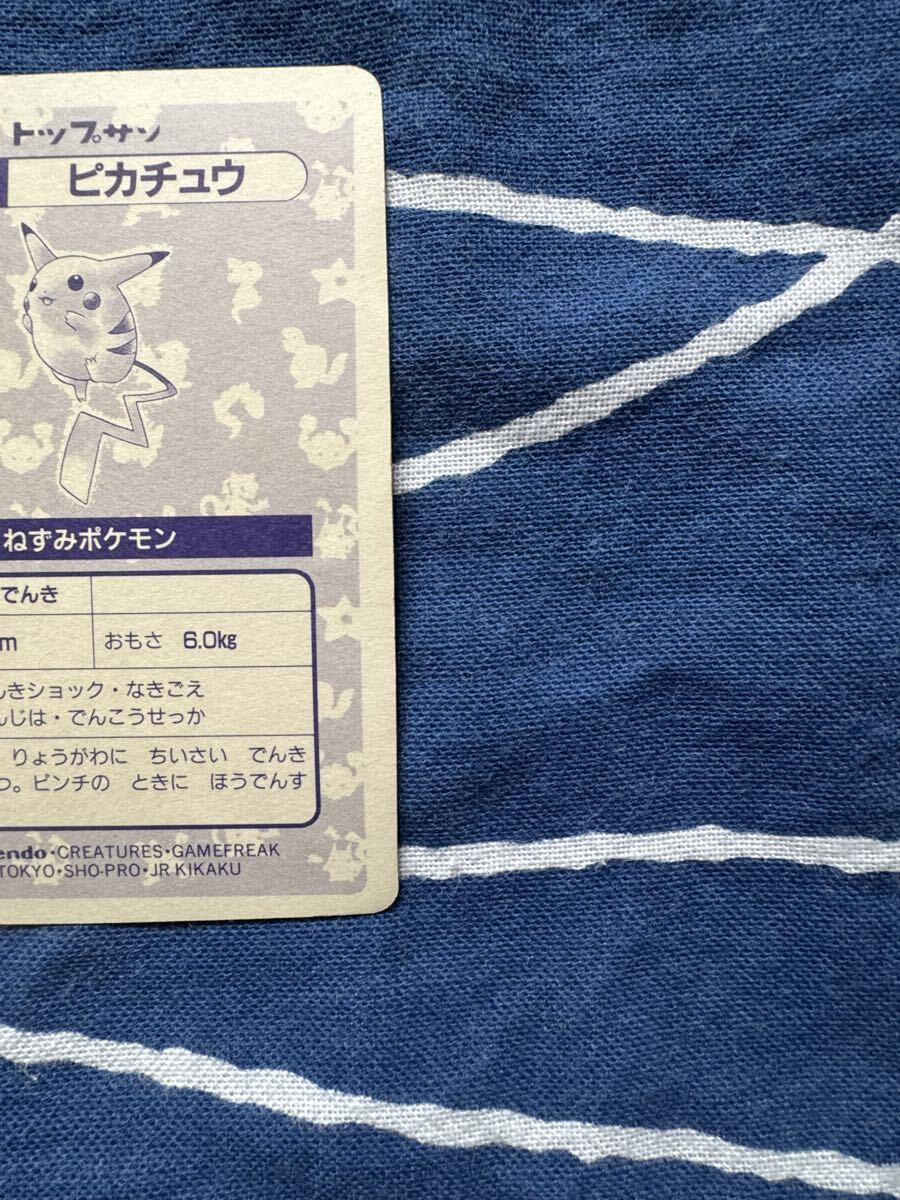 トップサン
ピカチュウ
ねずみポケモン
でんき
m
おもさ 6.0kg
きショック・なきごえ
んじは・でんこうせっか
りょうがわに ちいさい でんき
つ。ピンチの ときに ほうでんす
endo・CREATURES・GAMEFREAK
TOKYO・SHO-PRO・JR KIKAKU